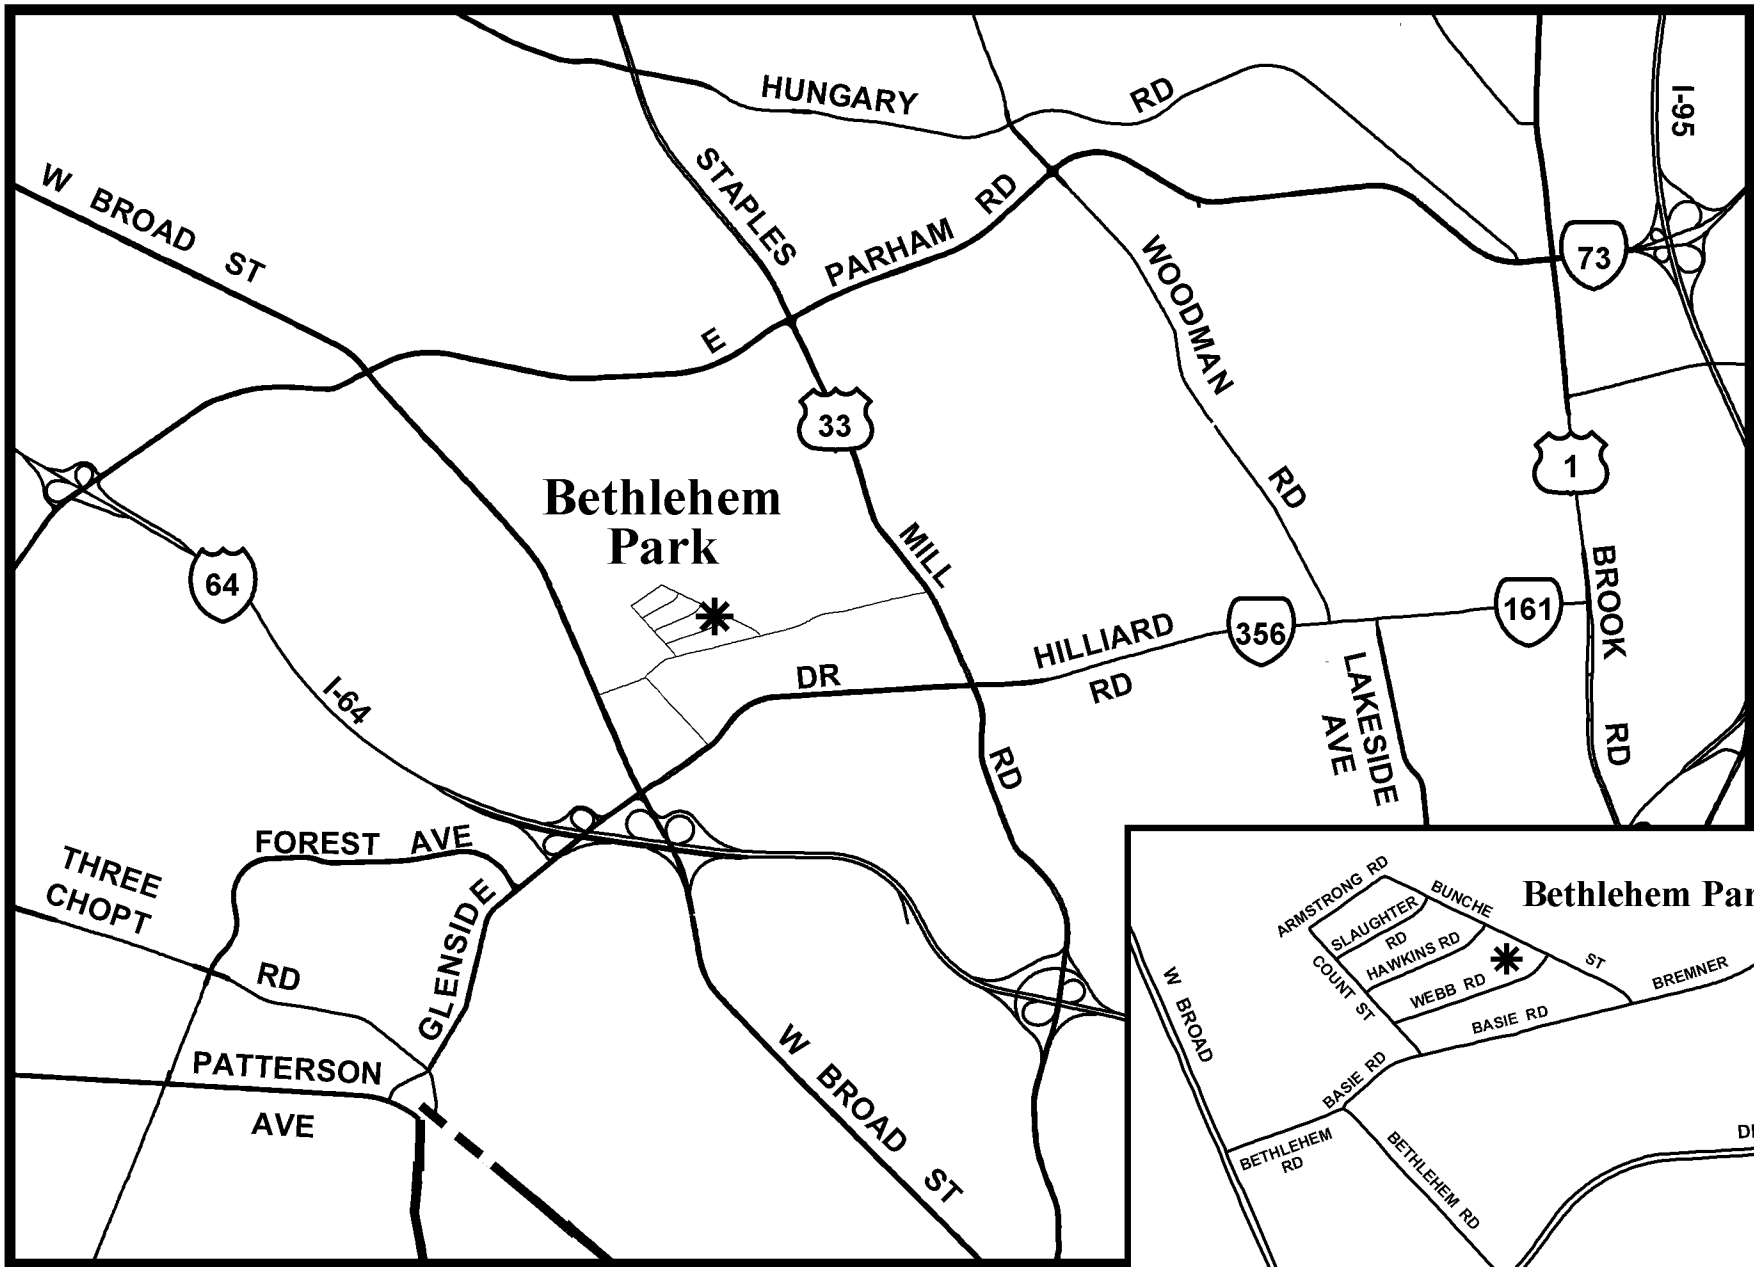 HUNGARY RD
I-95
W BROAD ST
STAPLES
E PARHAM RD
73
WOODMAN RD
33
1
Bethlehem
Park
MILL
64
HILLIARD
RD
356
161
BROOK
RD
DR
I-64
LAKESIDE
AVE
RD
FOREST AVE
THREE
CHOPT
RD
GLENSIDE
PATTERSON
AVE
W BROAD ST
Bethlehem Par
ARMSTRONG RD
BUNCHE
ST
SLAUGHTER
RD
HAWKINS RD
COUNT ST
WEBB RD
BREMNER
BASIE RD
W BROAD
BASIE RD
BETHLEHEM
RD
BETHLEHEM RD